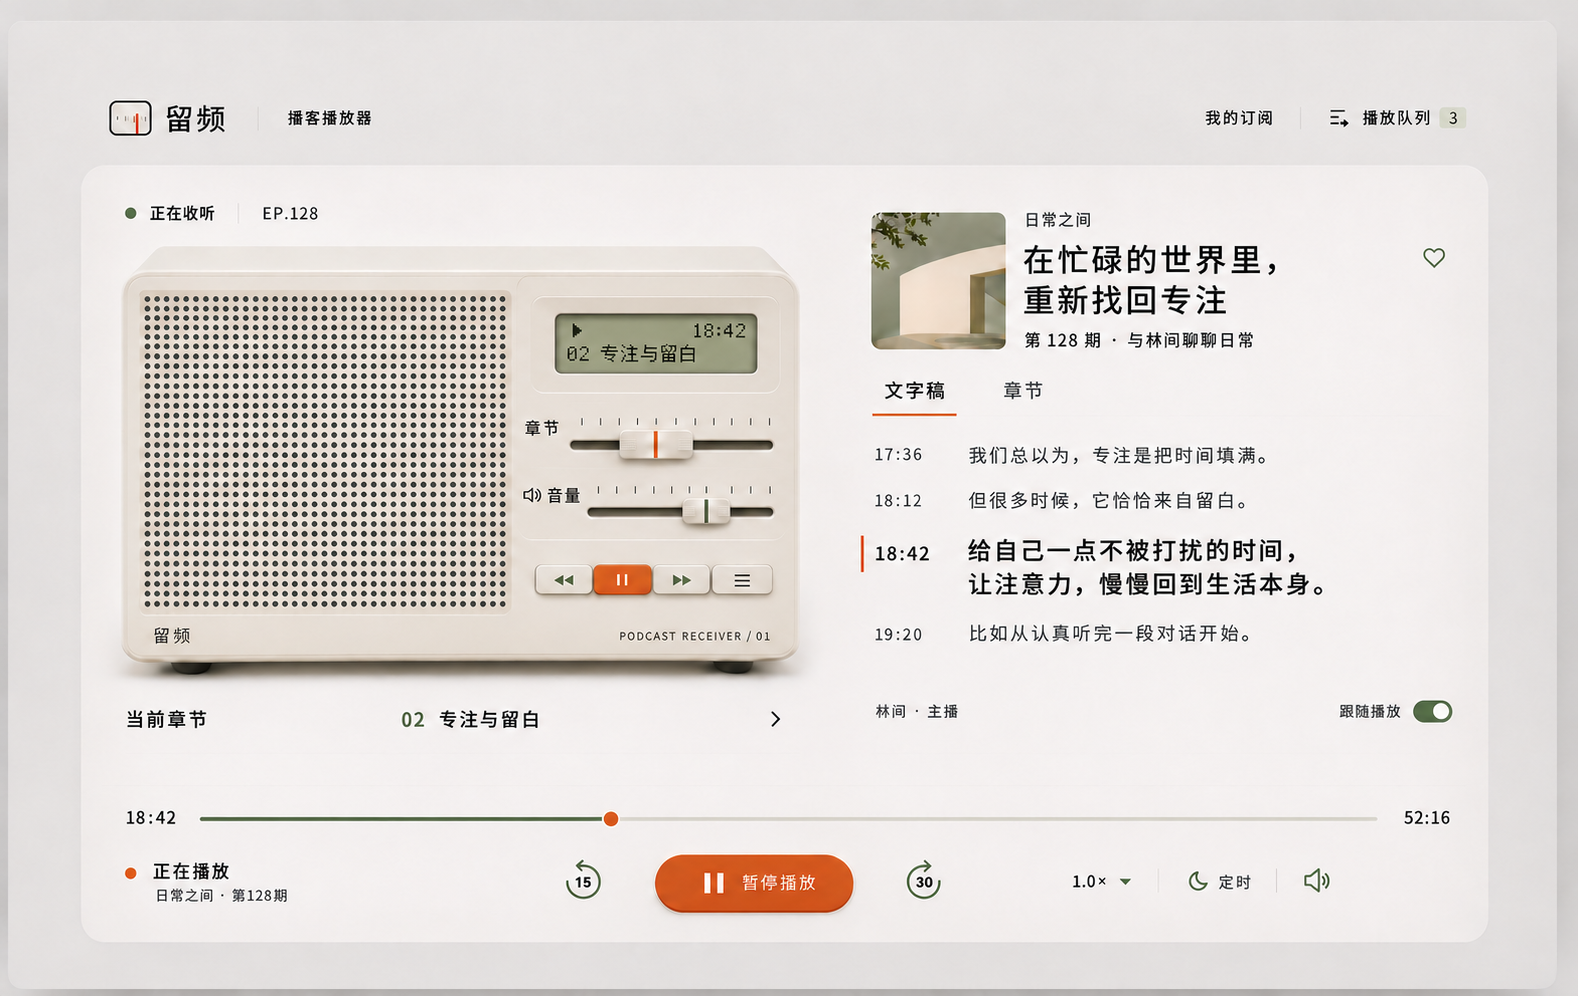 留频
播客播放器
我的订阅
播放队列 3
正在收听
EP.128
18:42
02 专注与留白
章节
音量
留频
PODCAST RECEIVER / 01
当前章节
02 专注与留白
日常之间
在忙碌的世界里，
重新找回专注
第 128 期 · 与林间聊聊日常
文字稿
章节
17:36 我们总以为，专注是把时间填满。
18:12 但很多时候，它恰恰来自留白。
18:42 给自己一点不被打扰的时间，
让注意力，慢慢回到生活本身。
19:20 比如从认真听完一段对话开始。
林间 · 主播
跟随播放
18:42
52:16
正在播放
日常之间 · 第128期
15
暂停播放
30
1.0×
定时